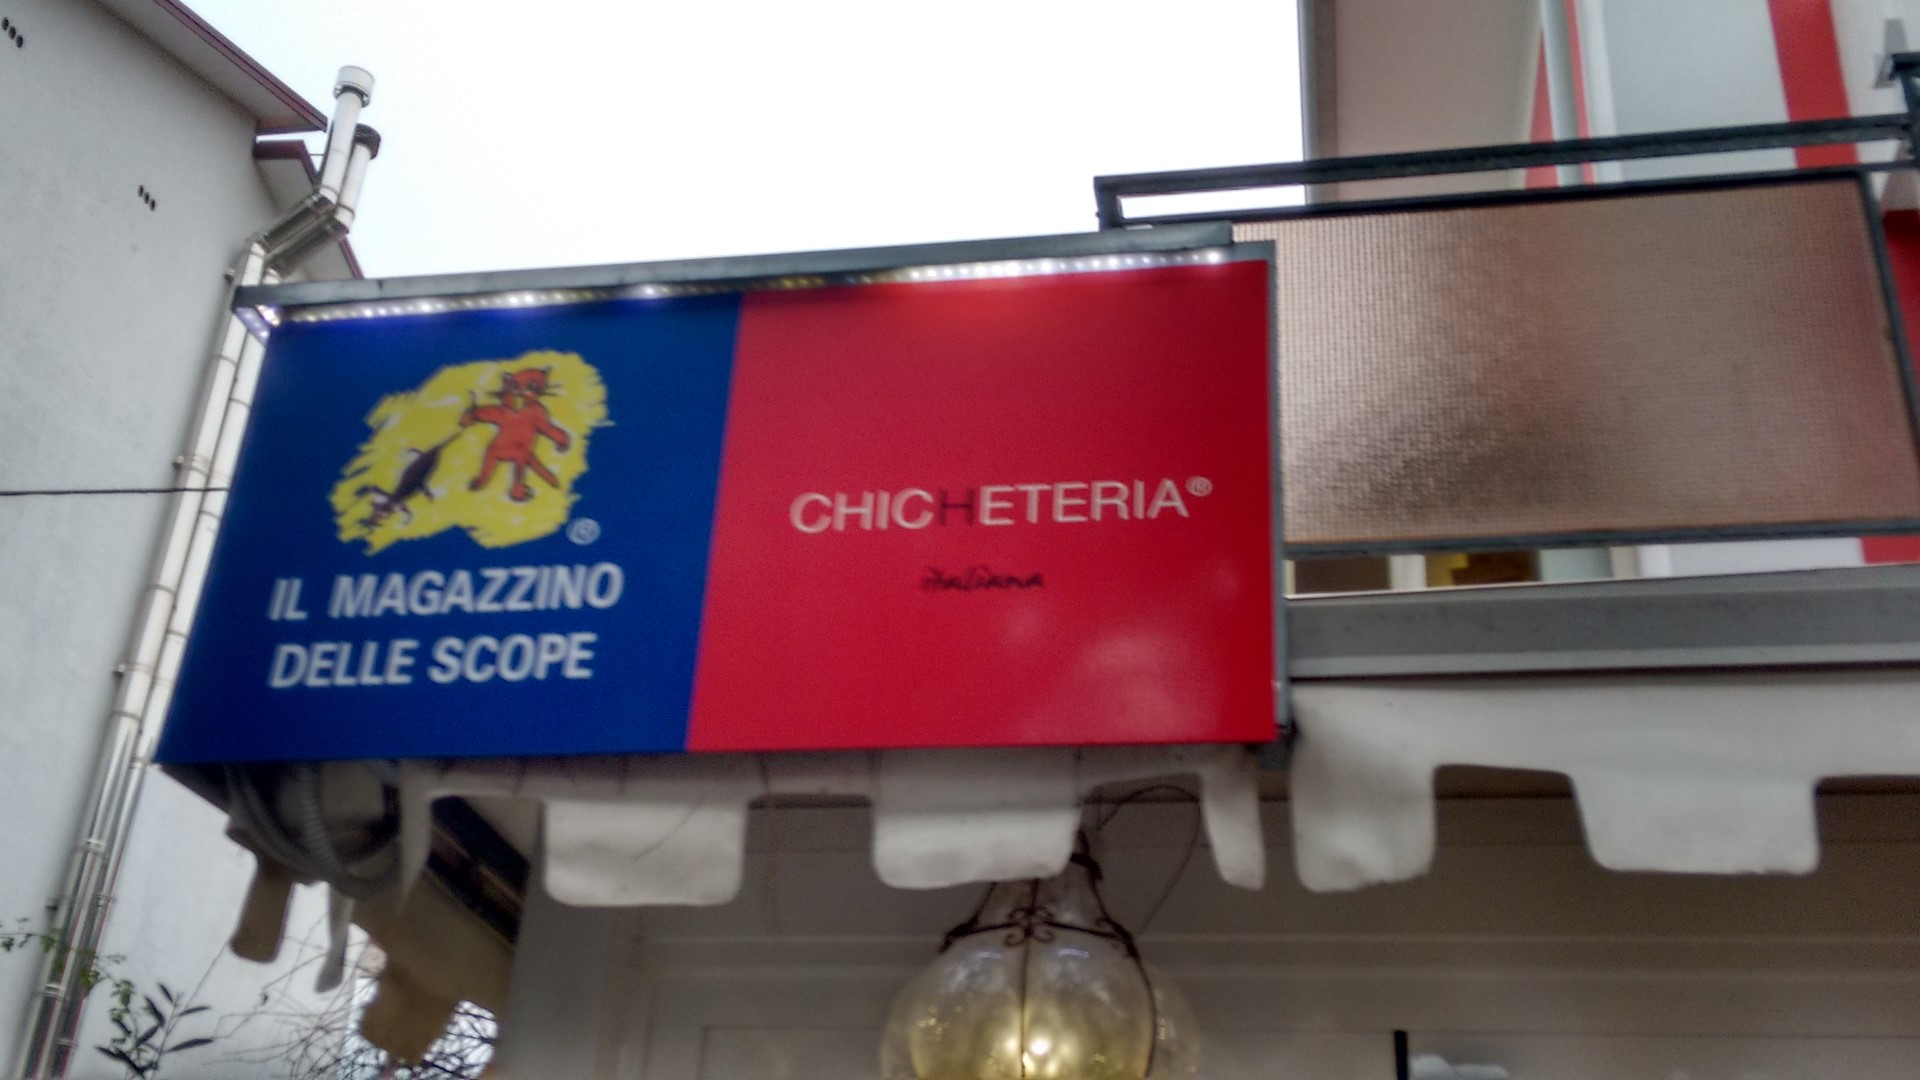 IL MAGAZZINO
DELLE SCOPE
®
CHICHETERIA®
italiana